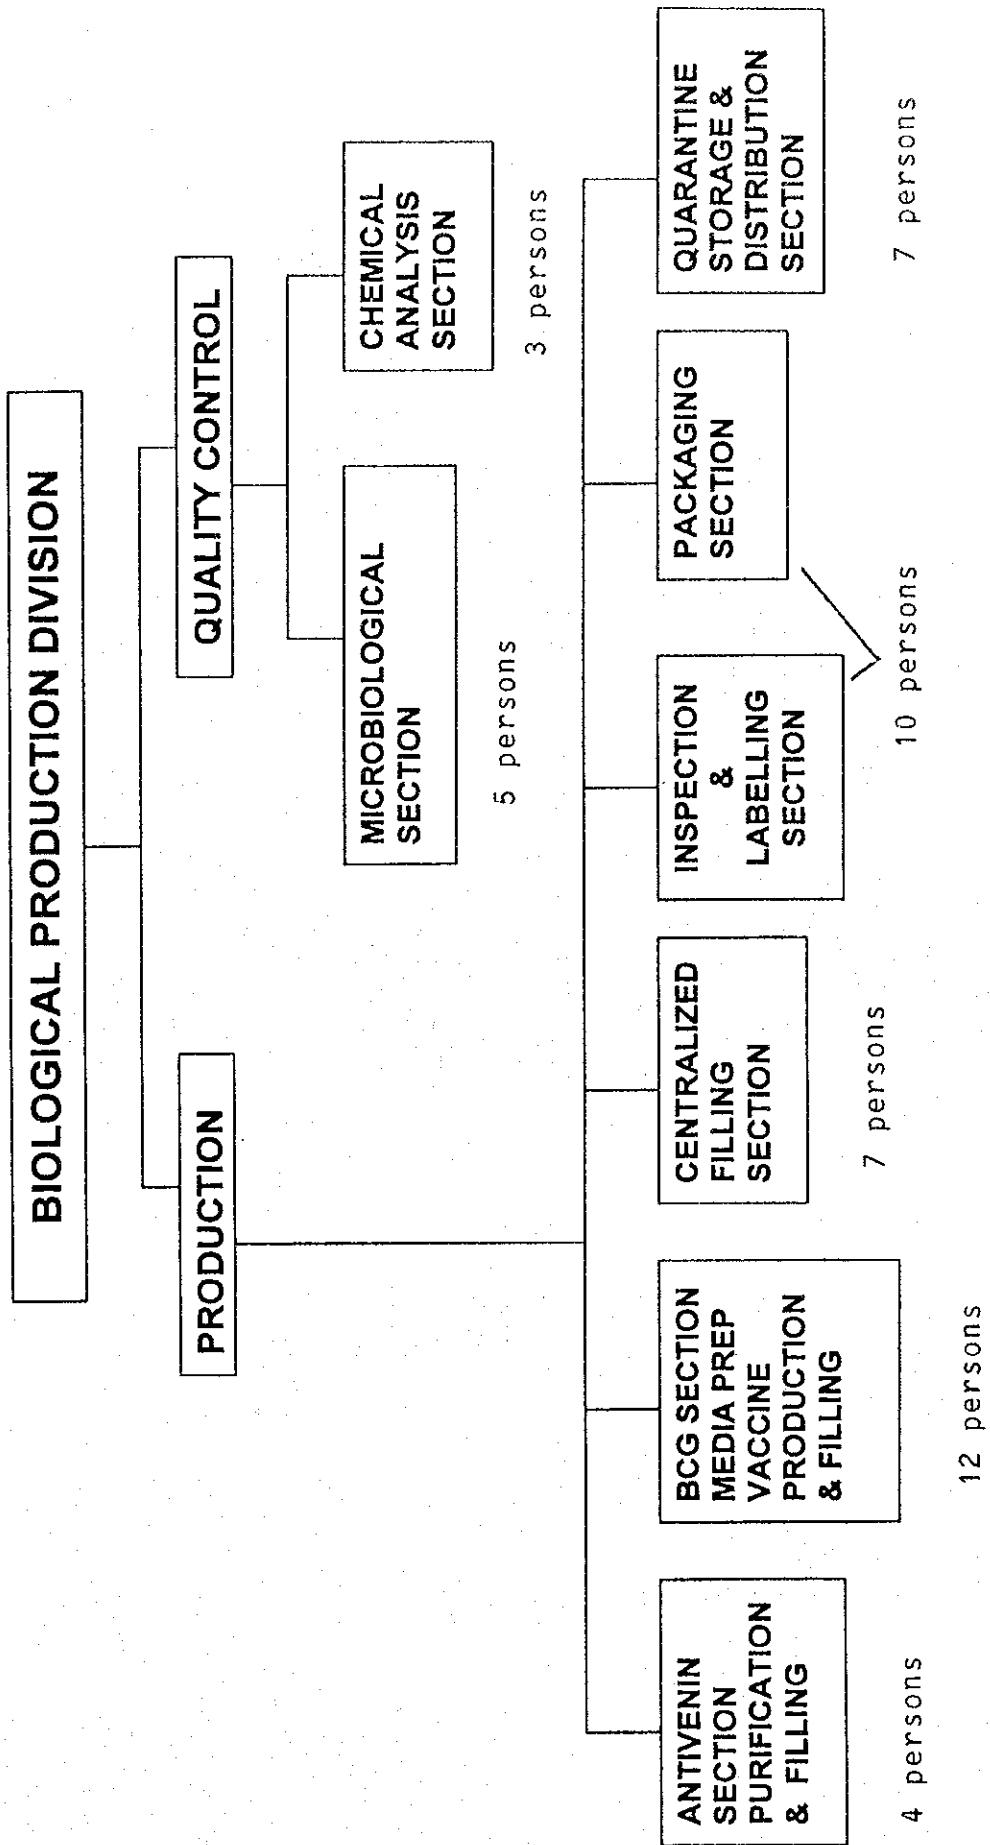 BIOLOGICAL PRODUCTION DIVISION
PRODUCTION
QUALITY CONTROL
MICROBIOLOGICAL
SECTION
5 persons
CHEMICAL
ANALYSIS
SECTION
3 persons
ANTIVENIN
SECTION
PURIFICATION
& FILLING
4 persons
BCG SECTION
MEDIA PREP
VACCINE
PRODUCTION
& FILLING
12 persons
CENTRALIZED
FILLING
SECTION
7 persons
INSPECTION
&
LABELLING
SECTION
PACKAGING
SECTION
10 persons
QUARANTINE
STORAGE &
DISTRIBUTION
SECTION
7 persons